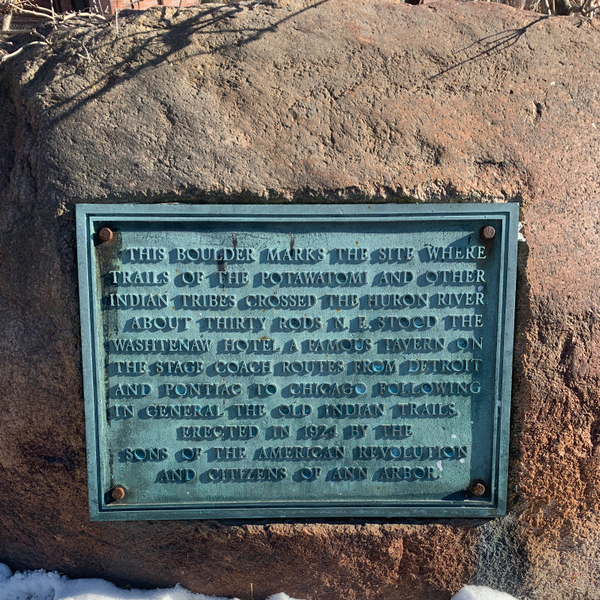 THIS BOULDER MARKS THE SITE WHERE
TRAILS OF THE POTAWATOMI AND OTHER
INDIAN TRIBES CROSSED THE HURON RIVER
ABOUT THIRTY RODS N. E. STOOD THE
WASHTENAW HOTEL A FAMOUS TAVERN ON
THE STAGE COACH ROUTES FROM DETROIT
AND PONTIAC TO CHICAGO FOLLOWING
IN GENERAL THE OLD INDIAN TRAILS.
ERECTED IN 1924 BY THE
SONS OF THE AMERICAN REVOLUTION
AND CITIZENS OF ANN ARBOR.